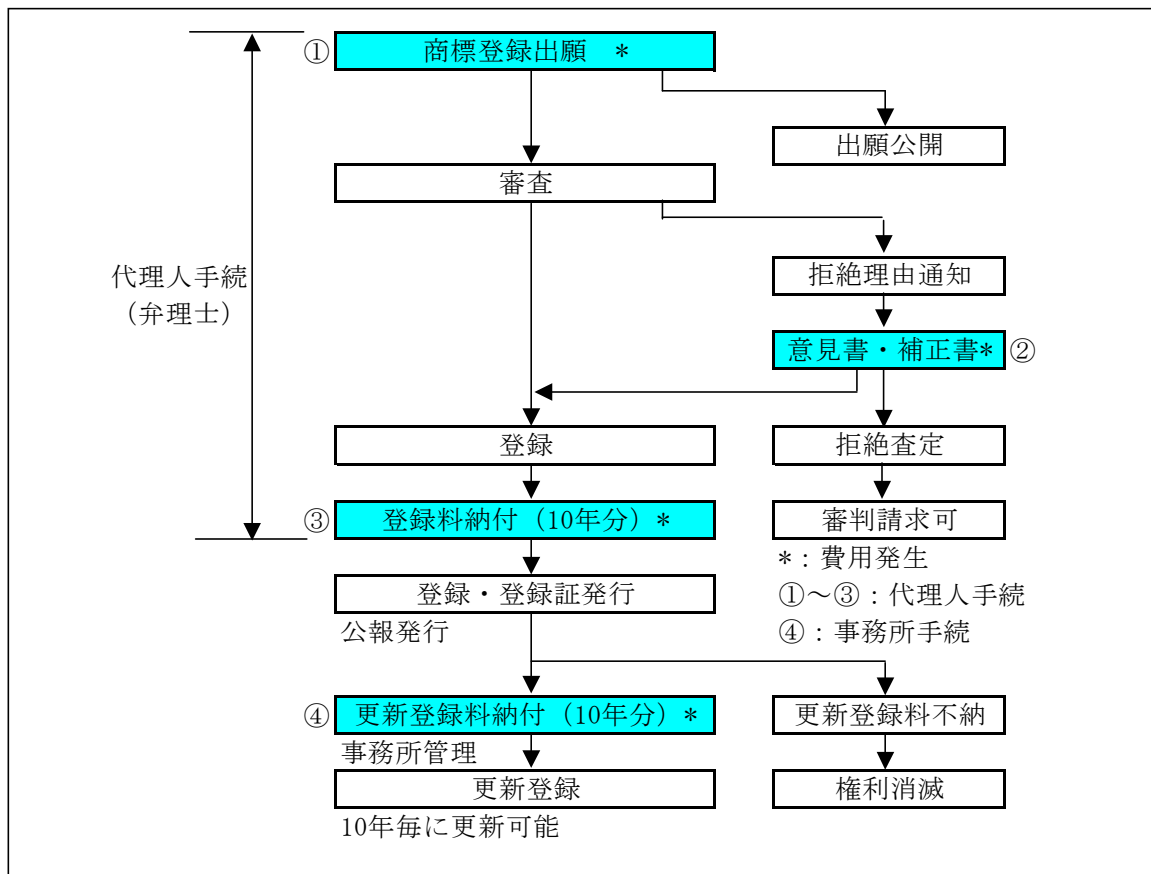 ① 商標登録出願 *
出願公開
審査
代理人手続
(弁理士)
拒絶理由通知
意見書・補正書* ②
登録
拒絶査定
③ 登録料納付（10年分）*
審判請求可
*：費用発生
①～③：代理人手続
④：事務所手続
登録・登録証発行
公報発行
④ 更新登録料納付（10年分）*
更新登録料不納
事務所管理
更新登録
権利消滅
10年毎に更新可能